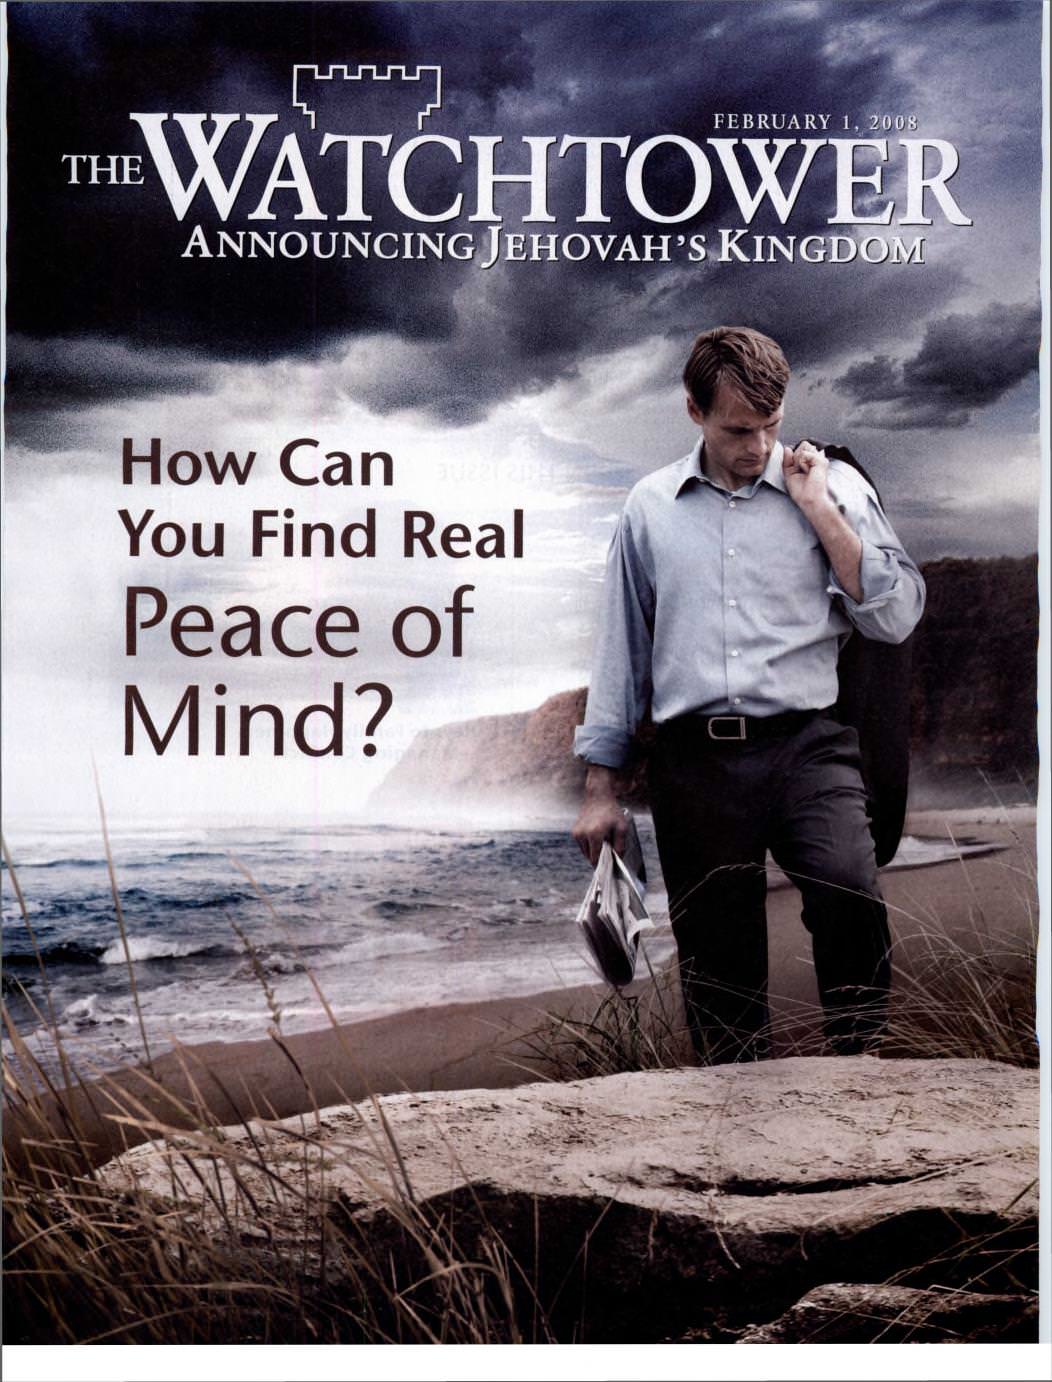 FEBRUARY 1, 2008
THE WATCHTOWER
ANNOUNCING JEHOVAH'S KINGDOM
How Can
You Find Real
Peace of
Mind?